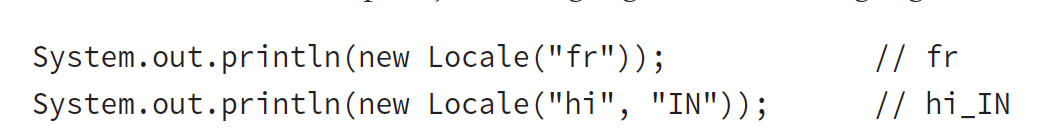 System.out.println(new Locale("fr")); // fr
System.out.println(new Locale("hi", "IN")); // hi_IN